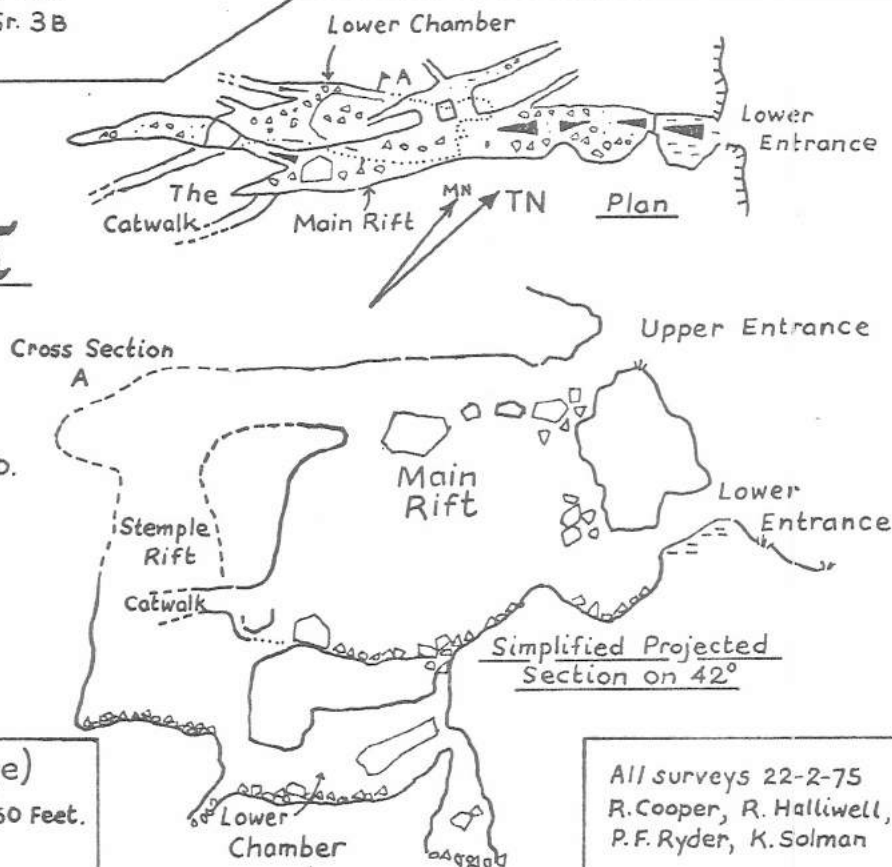 Gr. 3B
Lower Chamber
A
Lower
Entrance
The
Catwalk
Main Rift
MN
TN
Plan
Cross Section
A
Upper Entrance
Main
Rift
Lower
Entrance
Stemple
Rift
Catwalk
Simplified Projected
Section on 42°
Lower
Chamber
60 Feet.
All surveys 22-2-75
R. Cooper, R. Halliwell,
P.F. Ryder, K. Solman